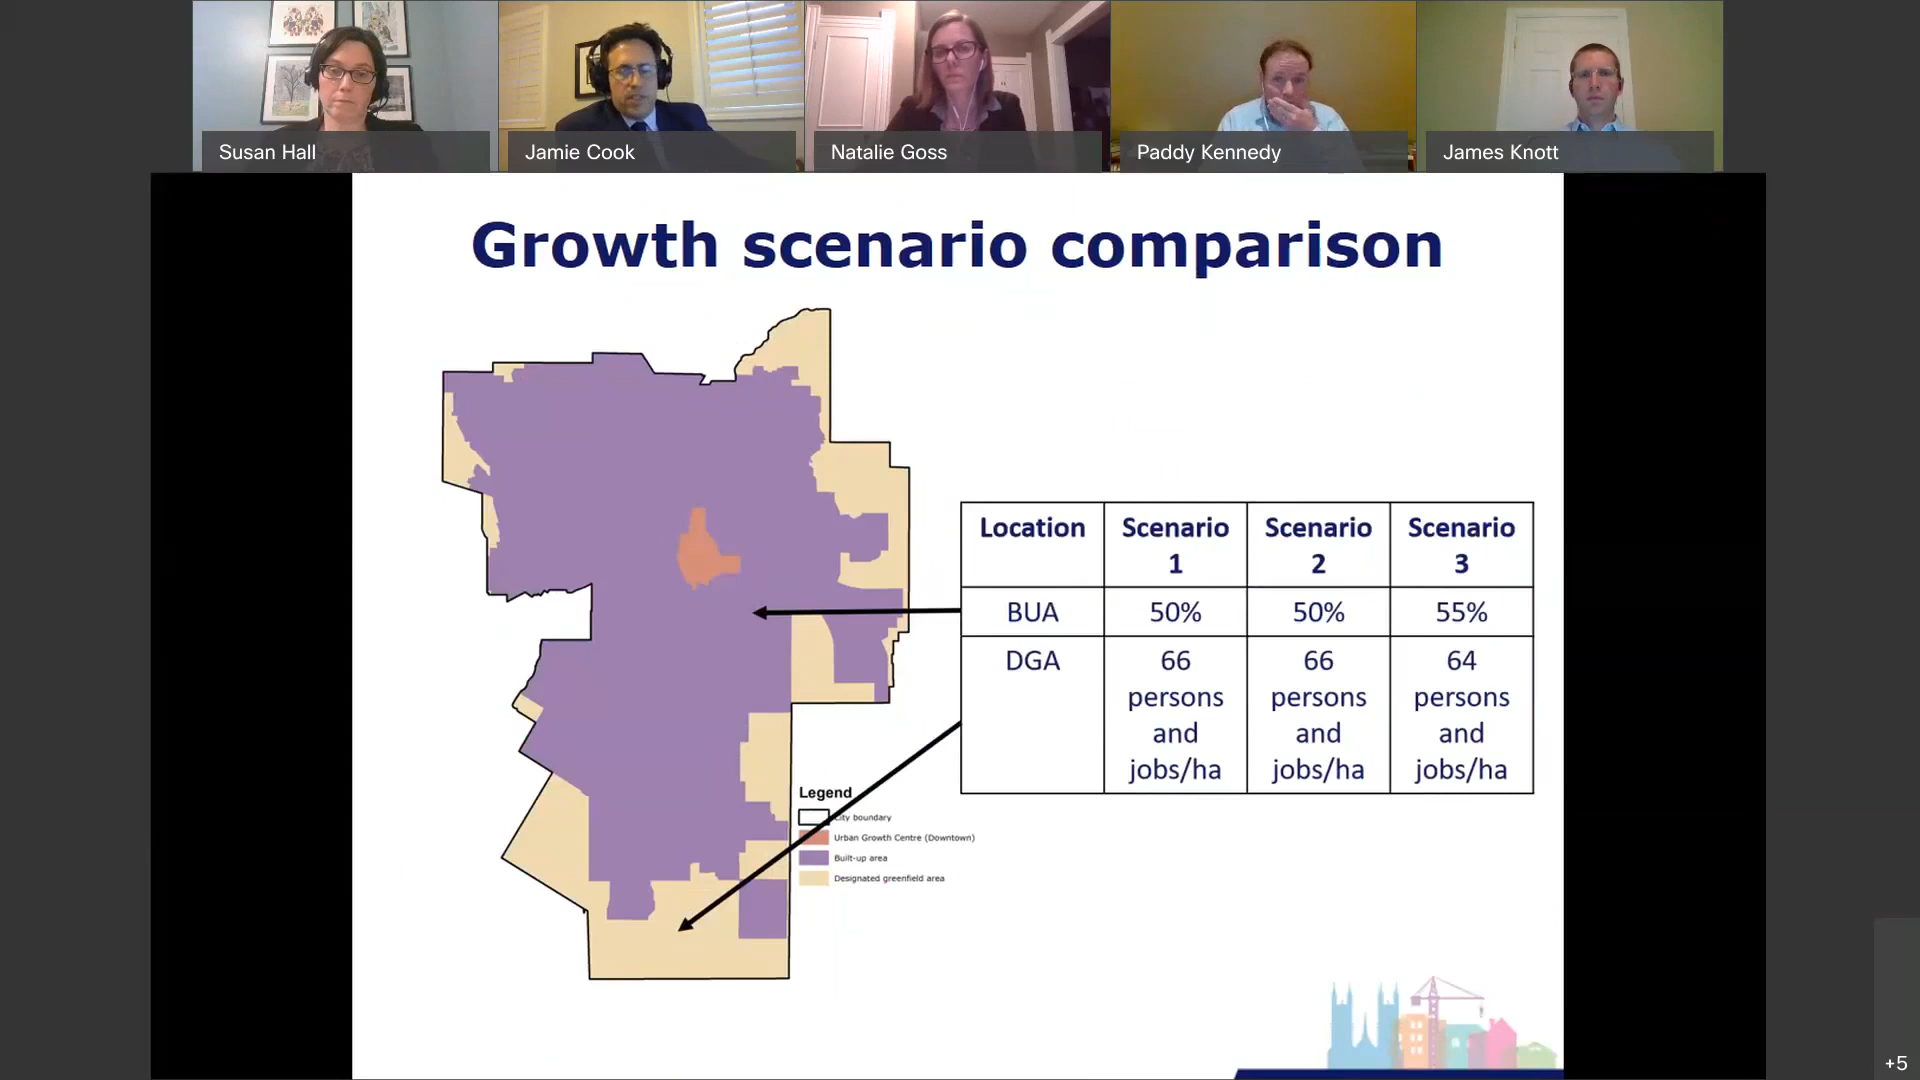 Susan Hall
Jamie Cook
Natalie Goss
Paddy Kennedy
James Knott
Growth scenario comparison
Location Scenario 1 Scenario 2 Scenario 3
BUA 50% 50% 55%
DGA 66 persons and jobs/ha 66 persons and jobs/ha 64 persons and jobs/ha
Legend
City boundary
Urban Growth Centre (Downtown)
Built-up area
Designated greenfield area
+5